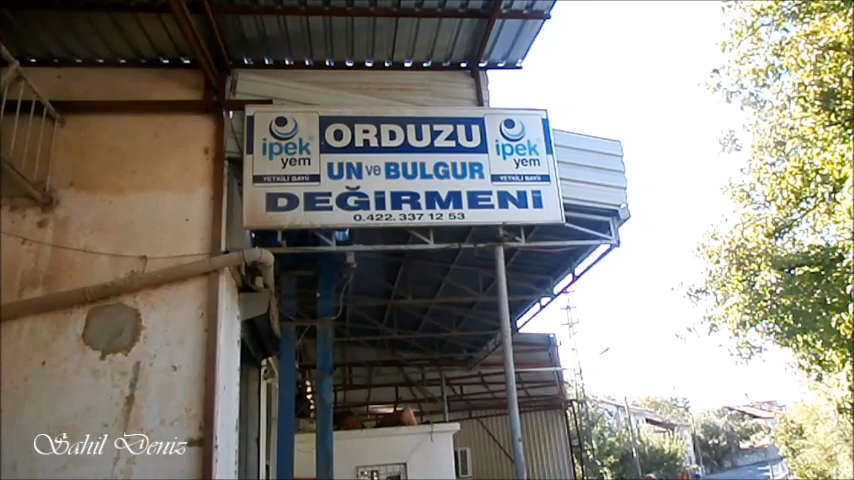 ipek
yem
YETKİLİ BAYİİ
ORDUZU
UN ve BULGUR
DEĞİRMENİ
0.422.337 12 53
ipek
yem
YETKİLİ BAYİİ
Sahil Deniz